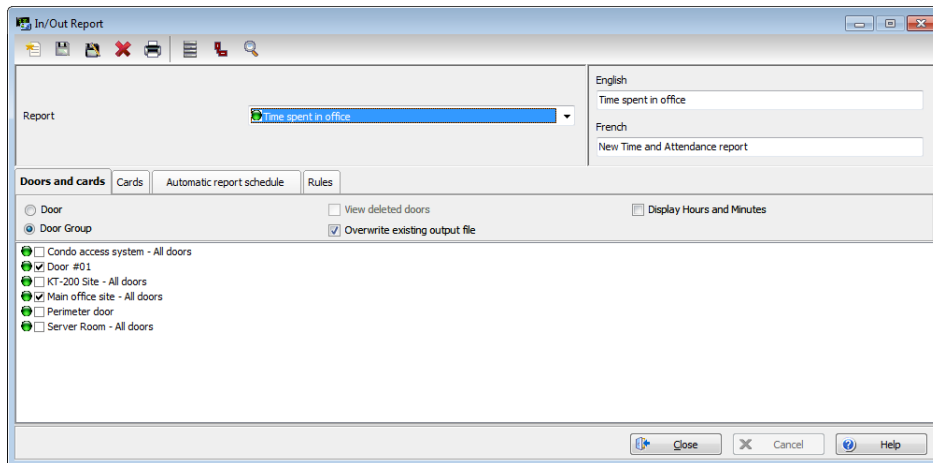 In/Out Report
English
Time spent in office
Report
Time spent in office
French
New Time and Attendance report
Doors and cards
Cards
Automatic report schedule
Rules
Door
View deleted doors
Display Hours and Minutes
Door Group
Overwrite existing output file
Condo access system - All doors
Door #01
KT-200 Site - All doors
Main office site - All doors
Perimeter door
Server Room - All doors
Close
Cancel
Help